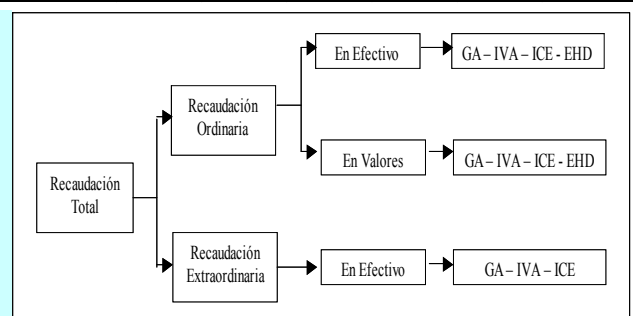 En Efectivo
GA – IVA – ICE - EHD
Recaudación
Ordinaria
En Valores
GA – IVA – ICE - EHD
Recaudación
Total
Recaudación
Extraordinaria
En Efectivo
GA – IVA – ICE